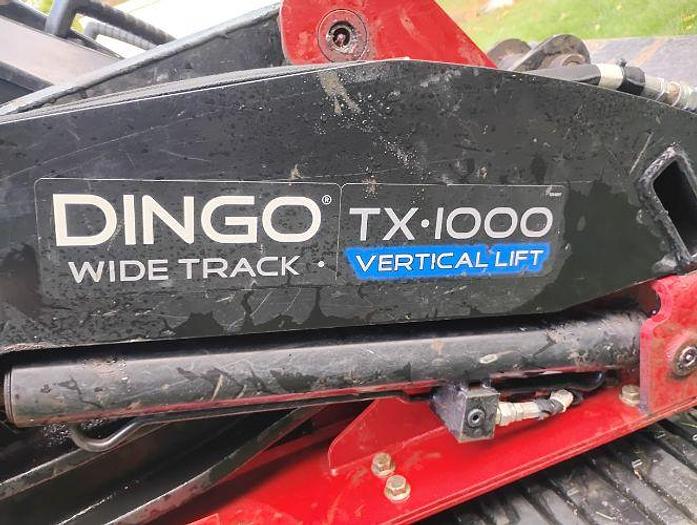 DINGO®
WIDE TRACK •
TX•1000
VERTICAL LIFT